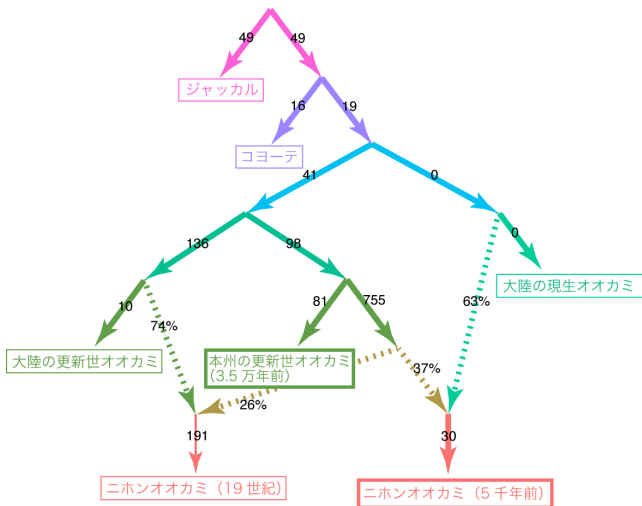 49
49
ジャッカル
16
19
コヨーテ
41
0
136
98
0
10
74%
81
755
63%
大陸の現生オオカミ
大陸の更新世オオカミ
本州の更新世オオカミ
(3.5 万年前)
37%
26%
191
30
ニホンオオカミ（19 世紀）
ニホンオオカミ（5 千年前）